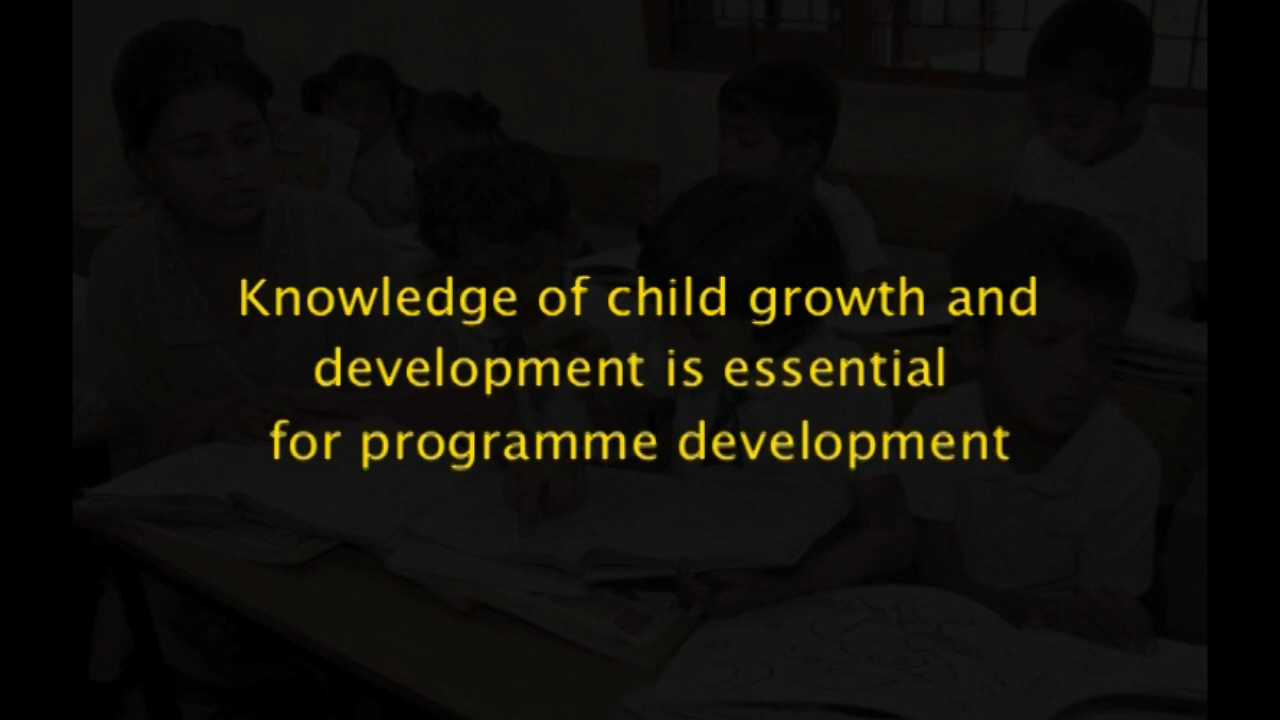 Knowledge of child growth and
development is essential
for programme development